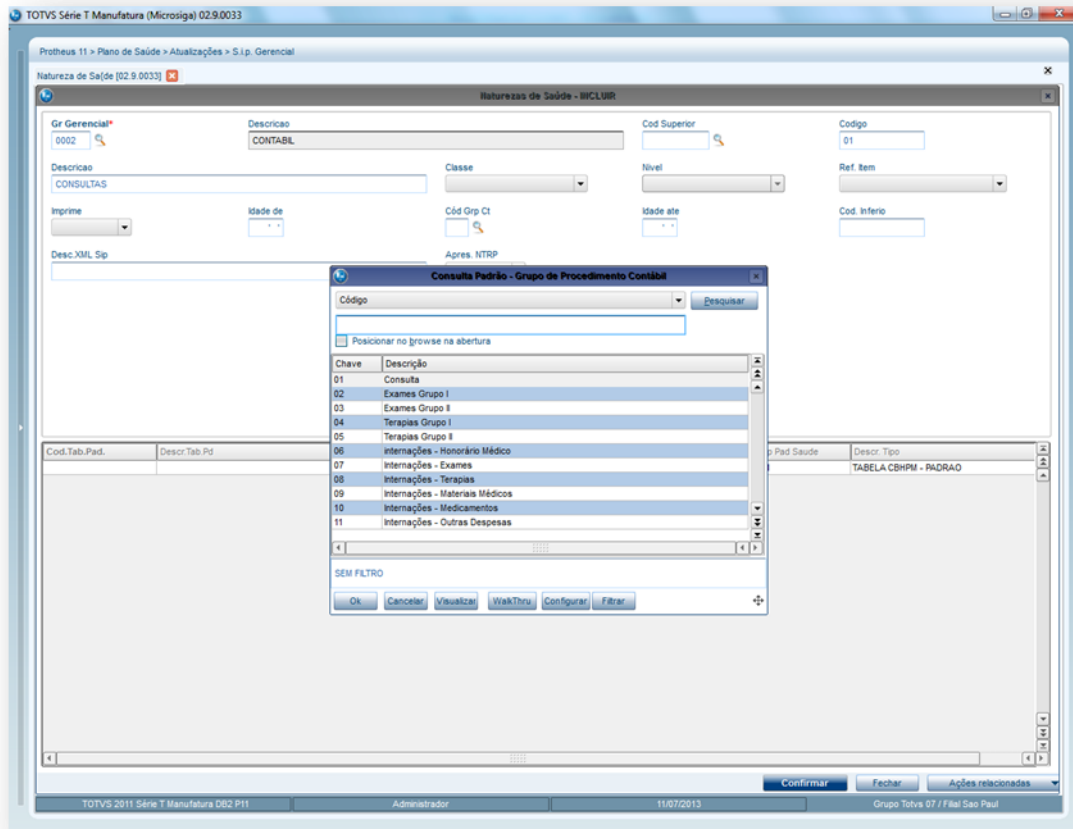 TOTVS Série T Manufatura (Microsiga) 02.9.0033
Protheus 11 > Plano de Saúde > Atualizações > S.i.p. Gerencial
Natureza de Sa{de [02.9.0033]
Naturezas de Saúde - INCLUIR
Gr Gerencial* Descricao Cod Superior Codigo
0002 CONTABIL 01
Descricao Classe Nivel Ref. Item
CONSULTAS
Imprime Idade de Cód Grp Ct Idade ate Cod. Inferio
Desc.XML Sip Apres. NTRP
Consulta Padrão - Grupo de Procedimento Contábil
Código Pesquisar
Posicionar no browse na abertura
Chave Descrição
01 Consulta
02 Exames Grupo I
03 Exames Grupo II
04 Terapias Grupo I
05 Terapias Grupo II
06 internações - Honorário Médico
07 Internações - Exames
08 Internações - Terapias
09 Internações - Materiais Médicos
10 Internações - Medicamentos
11 Internações - Outras Despesas
SEM FILTRO
Ok Cancelar Visualizar WalkThru Configurar Filtrar
Cod.Tab.Pad. Descr.Tab.Pd Pad Saude Descr. Tipo
TABELA CBHPM - PADRAO
Confirmar Fechar Ações relacionadas
TOTVS 2011 Série T Manufatura DB2 P11 Administrador 11/07/2013 Grupo Totvs 07 / Filial Sao Paul